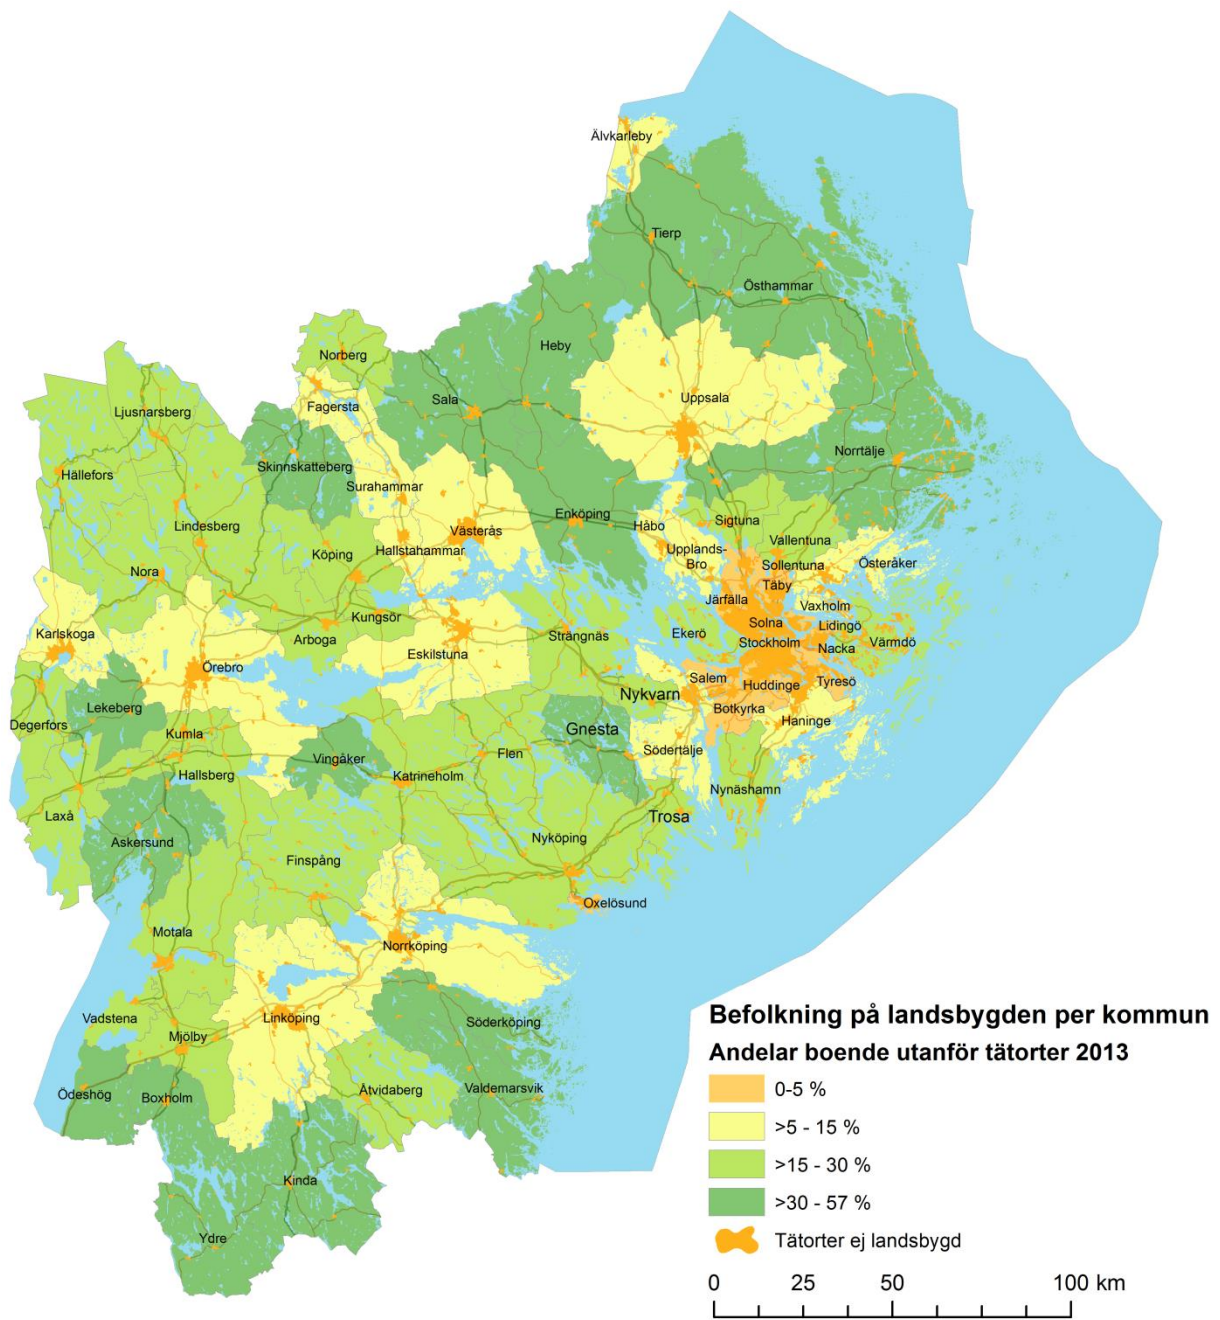 Älvkarleby
Tierp
Östhammar
Heby
Norberg
Uppsala
Sala
Fagersta
Ljusnarsberg
Norrtälje
Skinnskatteberg
Hällefors
Surahammar
Enköping
Sigtuna
Håbo
Lindesberg
Västerås
Vallentuna
Hallstahammar
Köping
Upplands-
Bro
Sollentuna
Österåker
Nora
Täby
Järfälla
Vaxholm
Kungsör
Solna
Lidingö
Karlskoga
Arboga
Strängnäs
Ekerö
Stockholm
Värmdö
Nacka
Eskilstuna
Örebro
Salem
Tyresö
Huddinge
Nykvarn
Lekeberg
Botkyrka
Degerfors
Haninge
Kumla
Gnesta
Södertälje
Vingåker
Flen
Hallsberg
Katrineholm
Nynäshamn
Laxå
Trosa
Askersund
Nyköping
Finspång
Oxelösund
Motala
Norrköping
Vadstena
Linköping
Söderköping
Mjölby
Ödeshög
Boxholm
Åtvidaberg
Valdemarsvik
Kinda
Ydre
Befolkning på landsbygden per kommun
Andelar boende utanför tätorter 2013
0-5 %
>5 - 15 %
>15 - 30 %
>30 - 57 %
Tätorter ej landsbygd
0 25 50 100 km